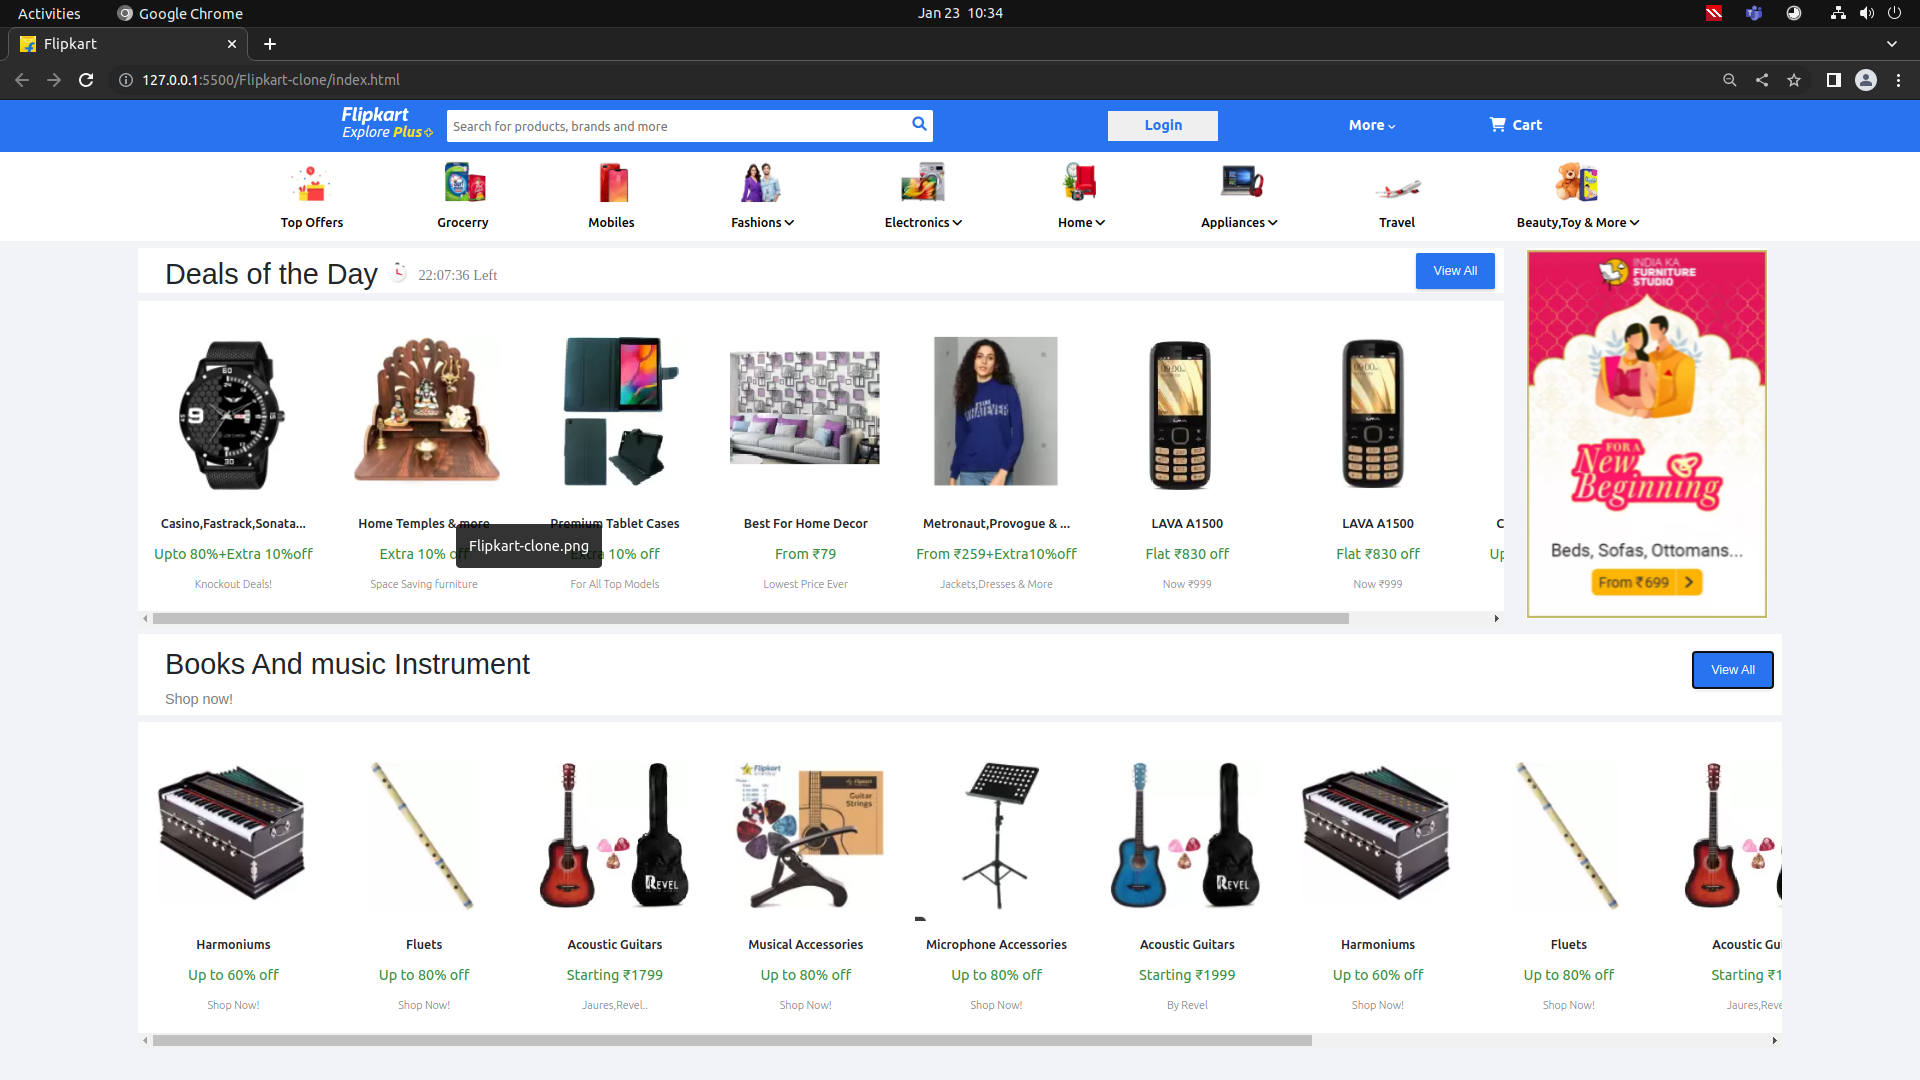 Activities
Google Chrome
Jan 23 10:34
Flipkart
127.0.0.1:5500/Flipkart-clone/index.html
Flipkart
Explore Plus
Search for products, brands and more
Login
More
Cart
Top Offers
Grocerry
Mobiles
Fashions
Electronics
Home
Appliances
Travel
Beauty,Toy & More
Deals of the Day
22:07:36 Left
View All
INDIA KA
FURNITURE
STUDIO
FOR A
New
Beginning
Beds, Sofas, Ottomans...
From ₹699
WHATEVER
LAVA
LAVA
Casino,Fastrack,Sonata...
Home Temples & more
Premium Tablet Cases
Best For Home Decor
Metronaut,Provogue & ...
LAVA A1500
LAVA A1500
C
Upto 80%+Extra 10%off
Extra 10% off
Extra 10% off
From ₹79
From ₹259+Extra10%off
Flat ₹830 off
Flat ₹830 off
Up
Flipkart-clone.png
Knockout Deals!
Space Saving furniture
For All Top Models
Lowest Price Ever
Jackets,Dresses & More
Now ₹999
Now ₹999
Books And music Instrument
Shop now!
View All
Flipkart
Guitar
Strings
REVEL
REVEL
Harmoniums
Fluets
Acoustic Guitars
Musical Accessories
Microphone Accessories
Acoustic Guitars
Harmoniums
Fluets
Acoustic Gui
Up to 60% off
Up to 80% off
Starting ₹1799
Up to 80% off
Up to 80% off
Starting ₹1999
Up to 60% off
Up to 80% off
Starting ₹1
Shop Now!
Shop Now!
Jaures,Revel..
Shop Now!
Shop Now!
By Revel
Shop Now!
Shop Now!
Jaures,Reve